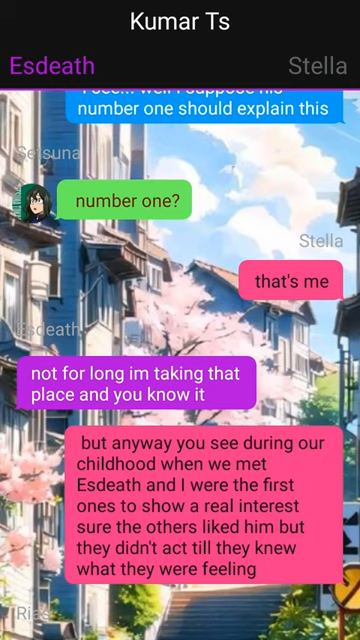 Kumar Ts
Esdeath
Stella
number one should explain this
Setsuna
number one?
Stella
that's me
Esdeath
not for long im taking that
place and you know it
but anyway you see during our
childhood when we met
Esdeath and I were the first
ones to show a real interest
sure the others liked him but
they didn't act till they knew
what they were feeling
Rias